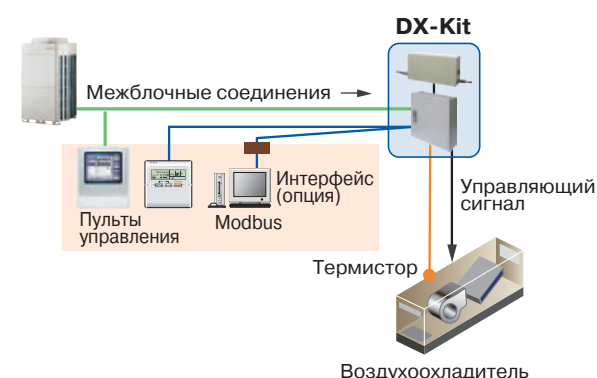 DX-Kit
Межблочные соединения
Интерфейс
(опция)
Пульты
управления
Modbus
Управляющий
сигнал
Термистор
Воздухоохладитель